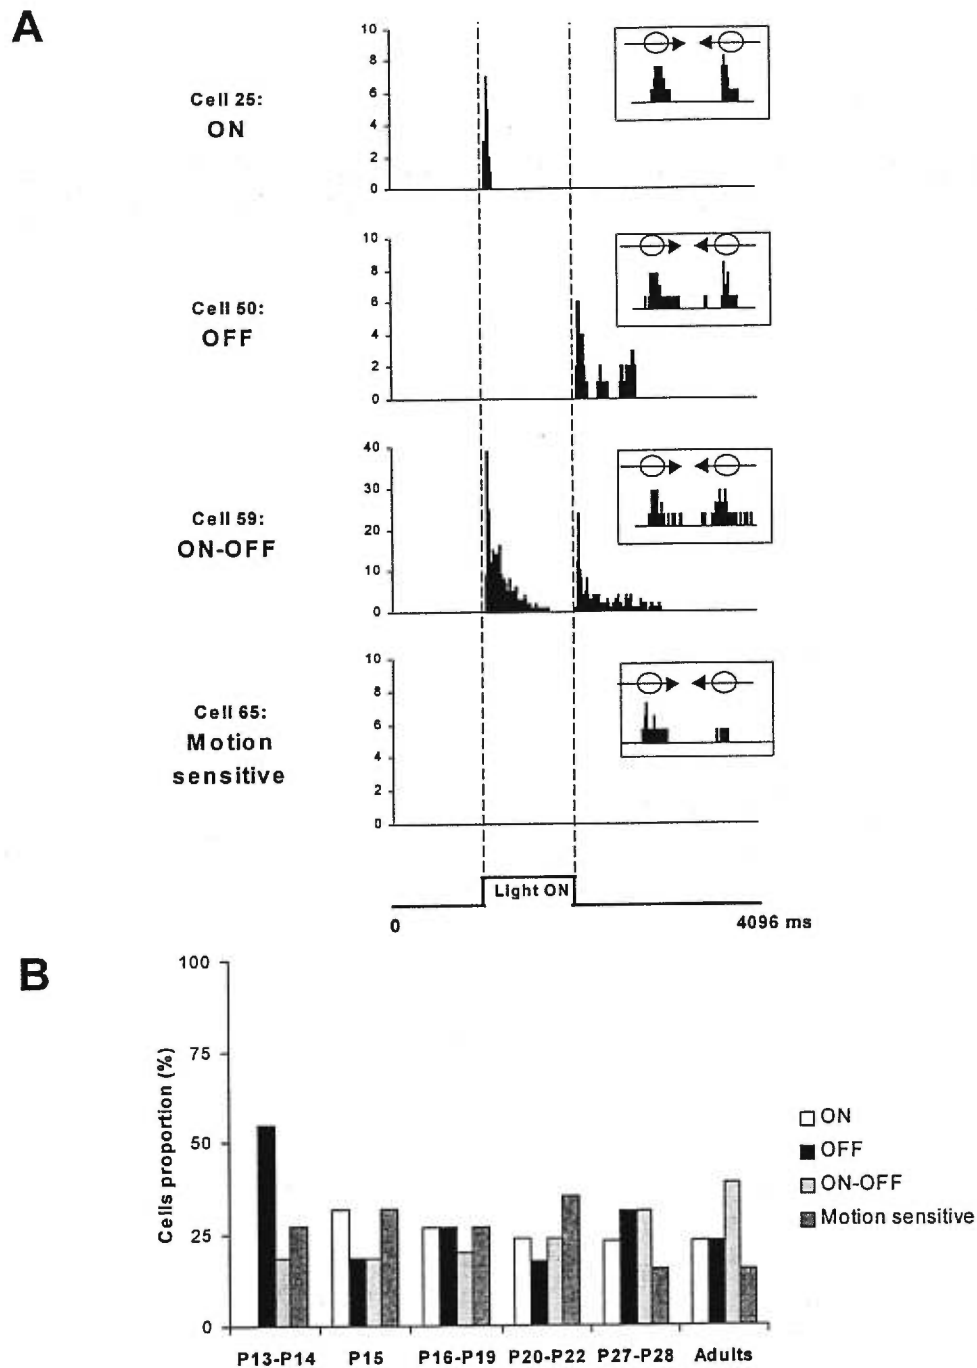 A
10
8
6
4
2
0
Cell 25:
ON
10
8
6
4
2
0
Cell 50:
OFF
40
30
20
10
0
Cell 59:
ON-OFF
10
8
6
4
2
0
Cell 65:
Motion
sensitive
Light ON
0
4096 ms
B
100
75
50
25
0
Cells proportion (%)
P13-P14 P15 P16-P19 P20-P22 P27-P28 Adults
ON
OFF
ON-OFF
Motion sensitive